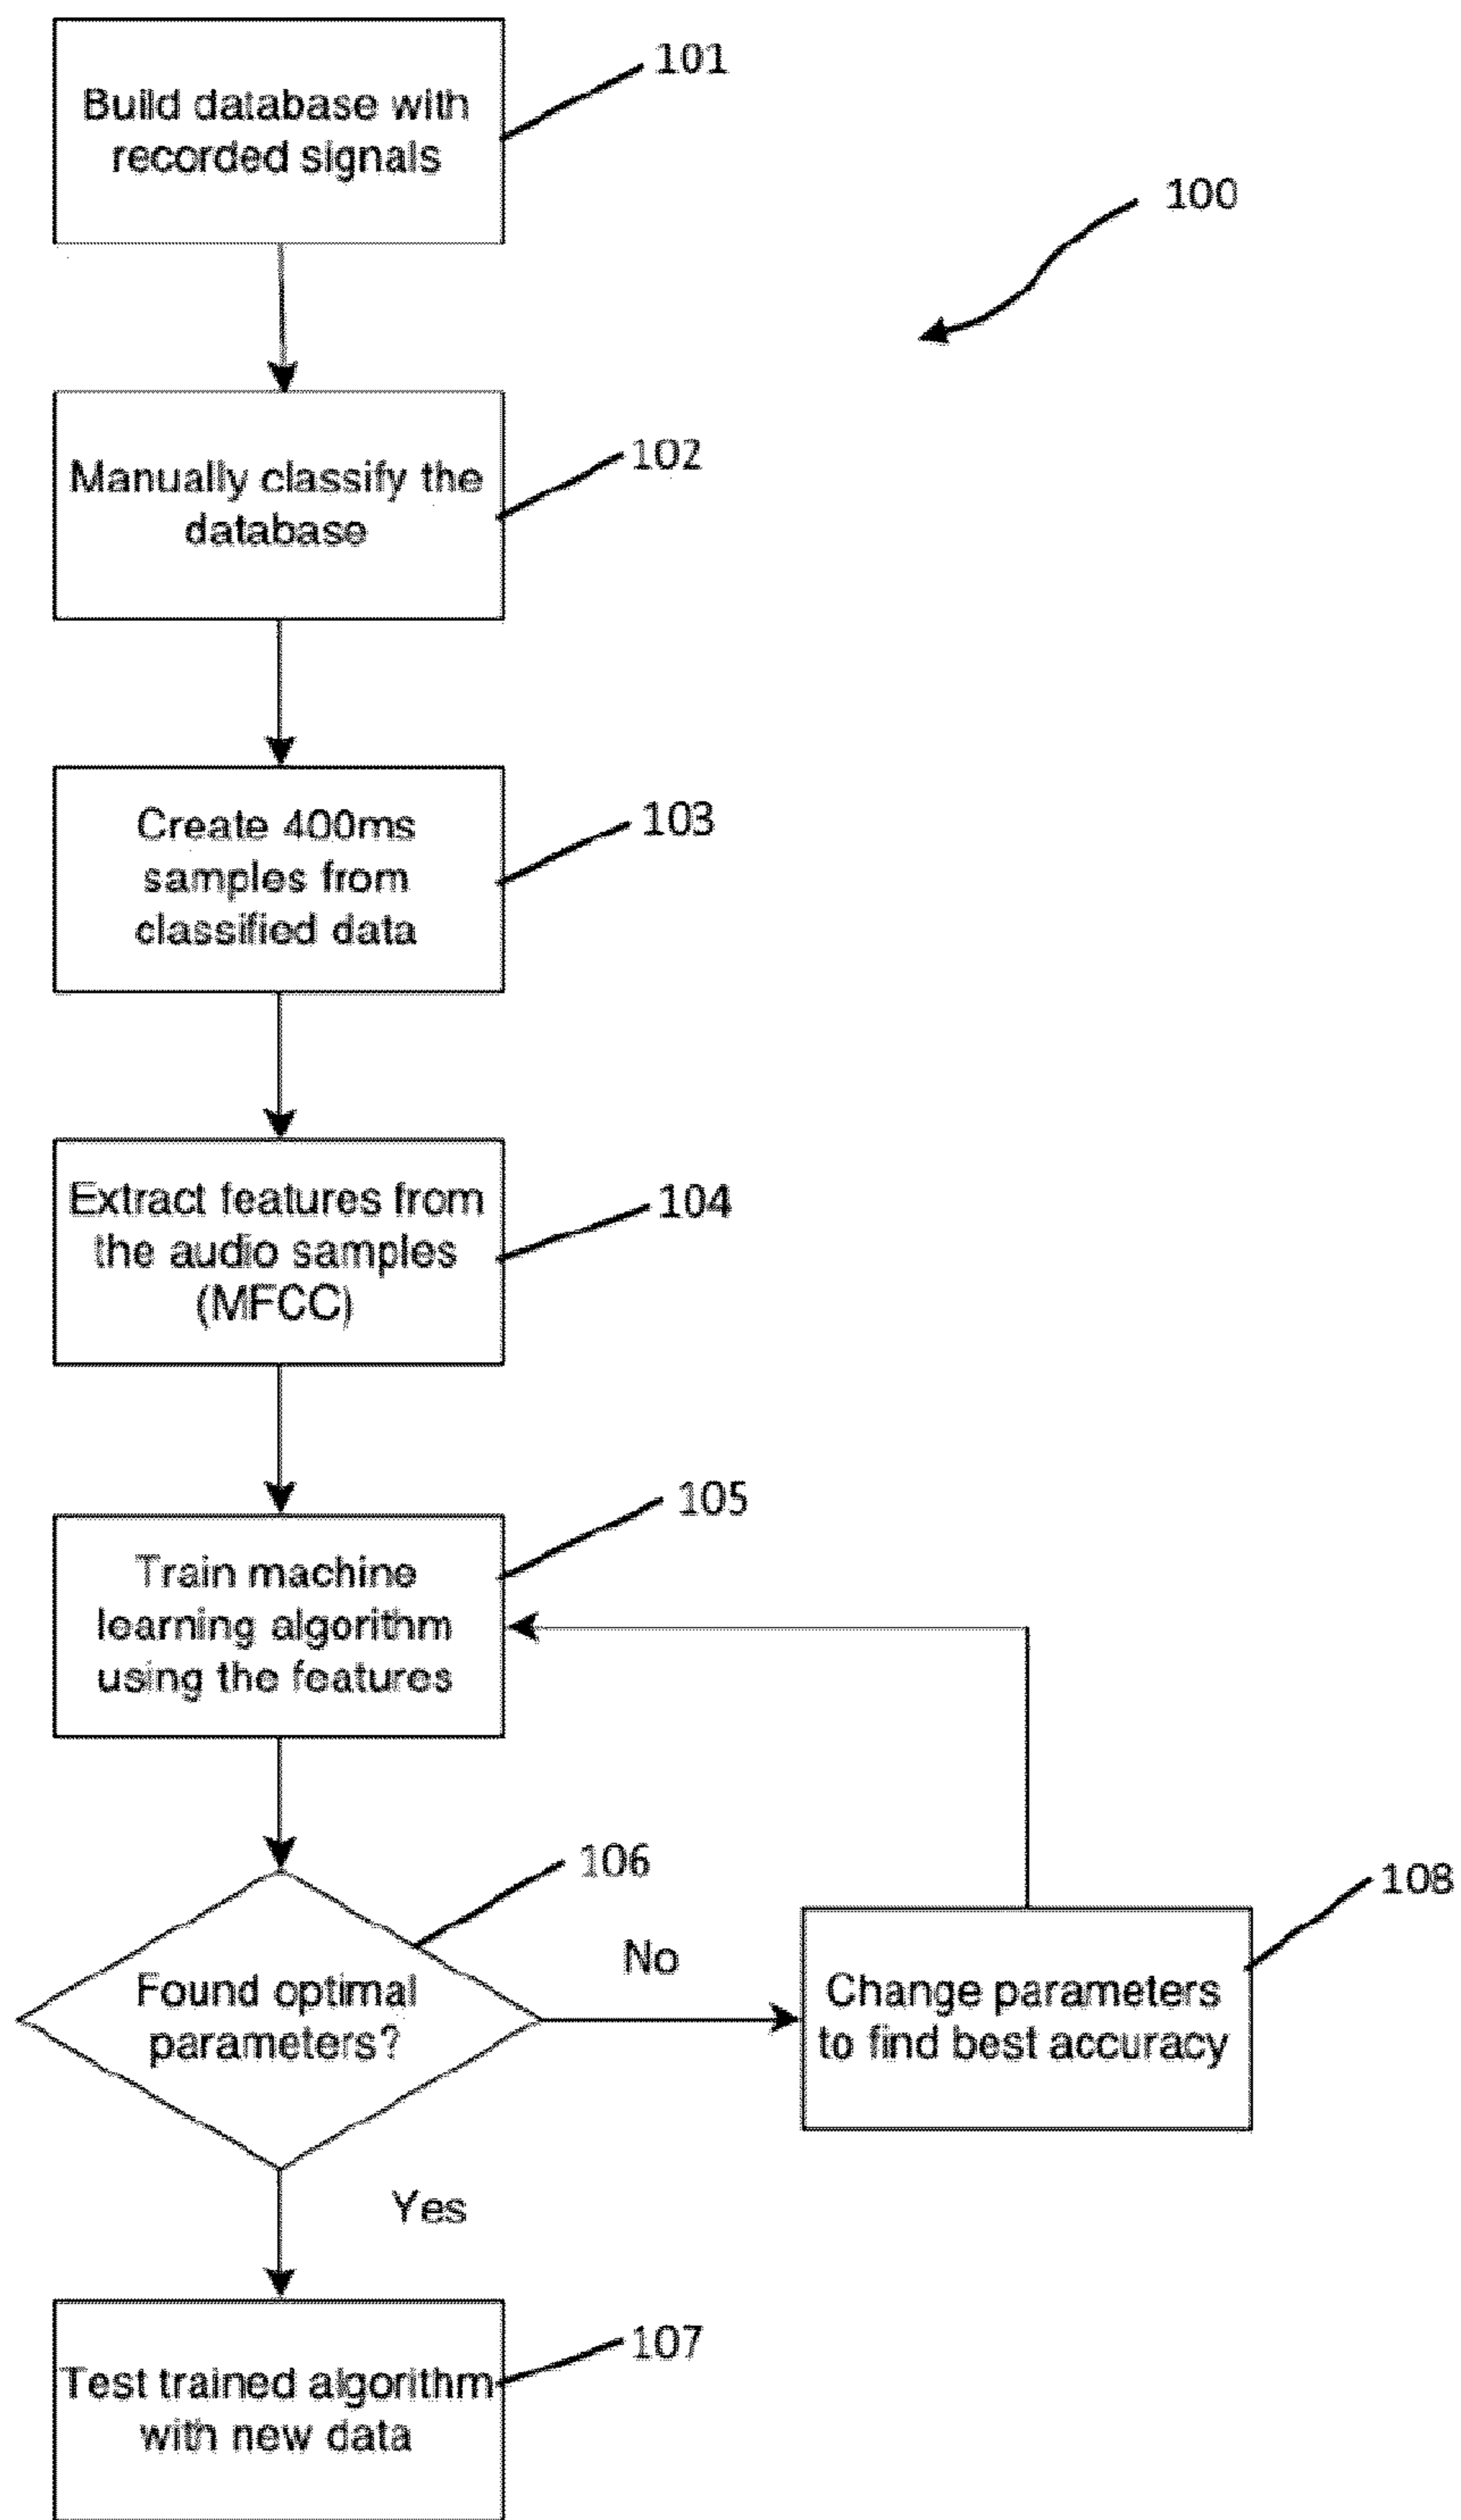 Build database with
recorded signals
101
100
Manually classify the
database
102
Create 400ms
samples from
classified data
103
Extract features from
the audio samples
(MFCC)
104
Train machine
learning algorithm
using the features
105
Found optimal
parameters?
106
No
Change parameters
to find best accuracy
108
Yes
Test trained algorithm
with new data
107